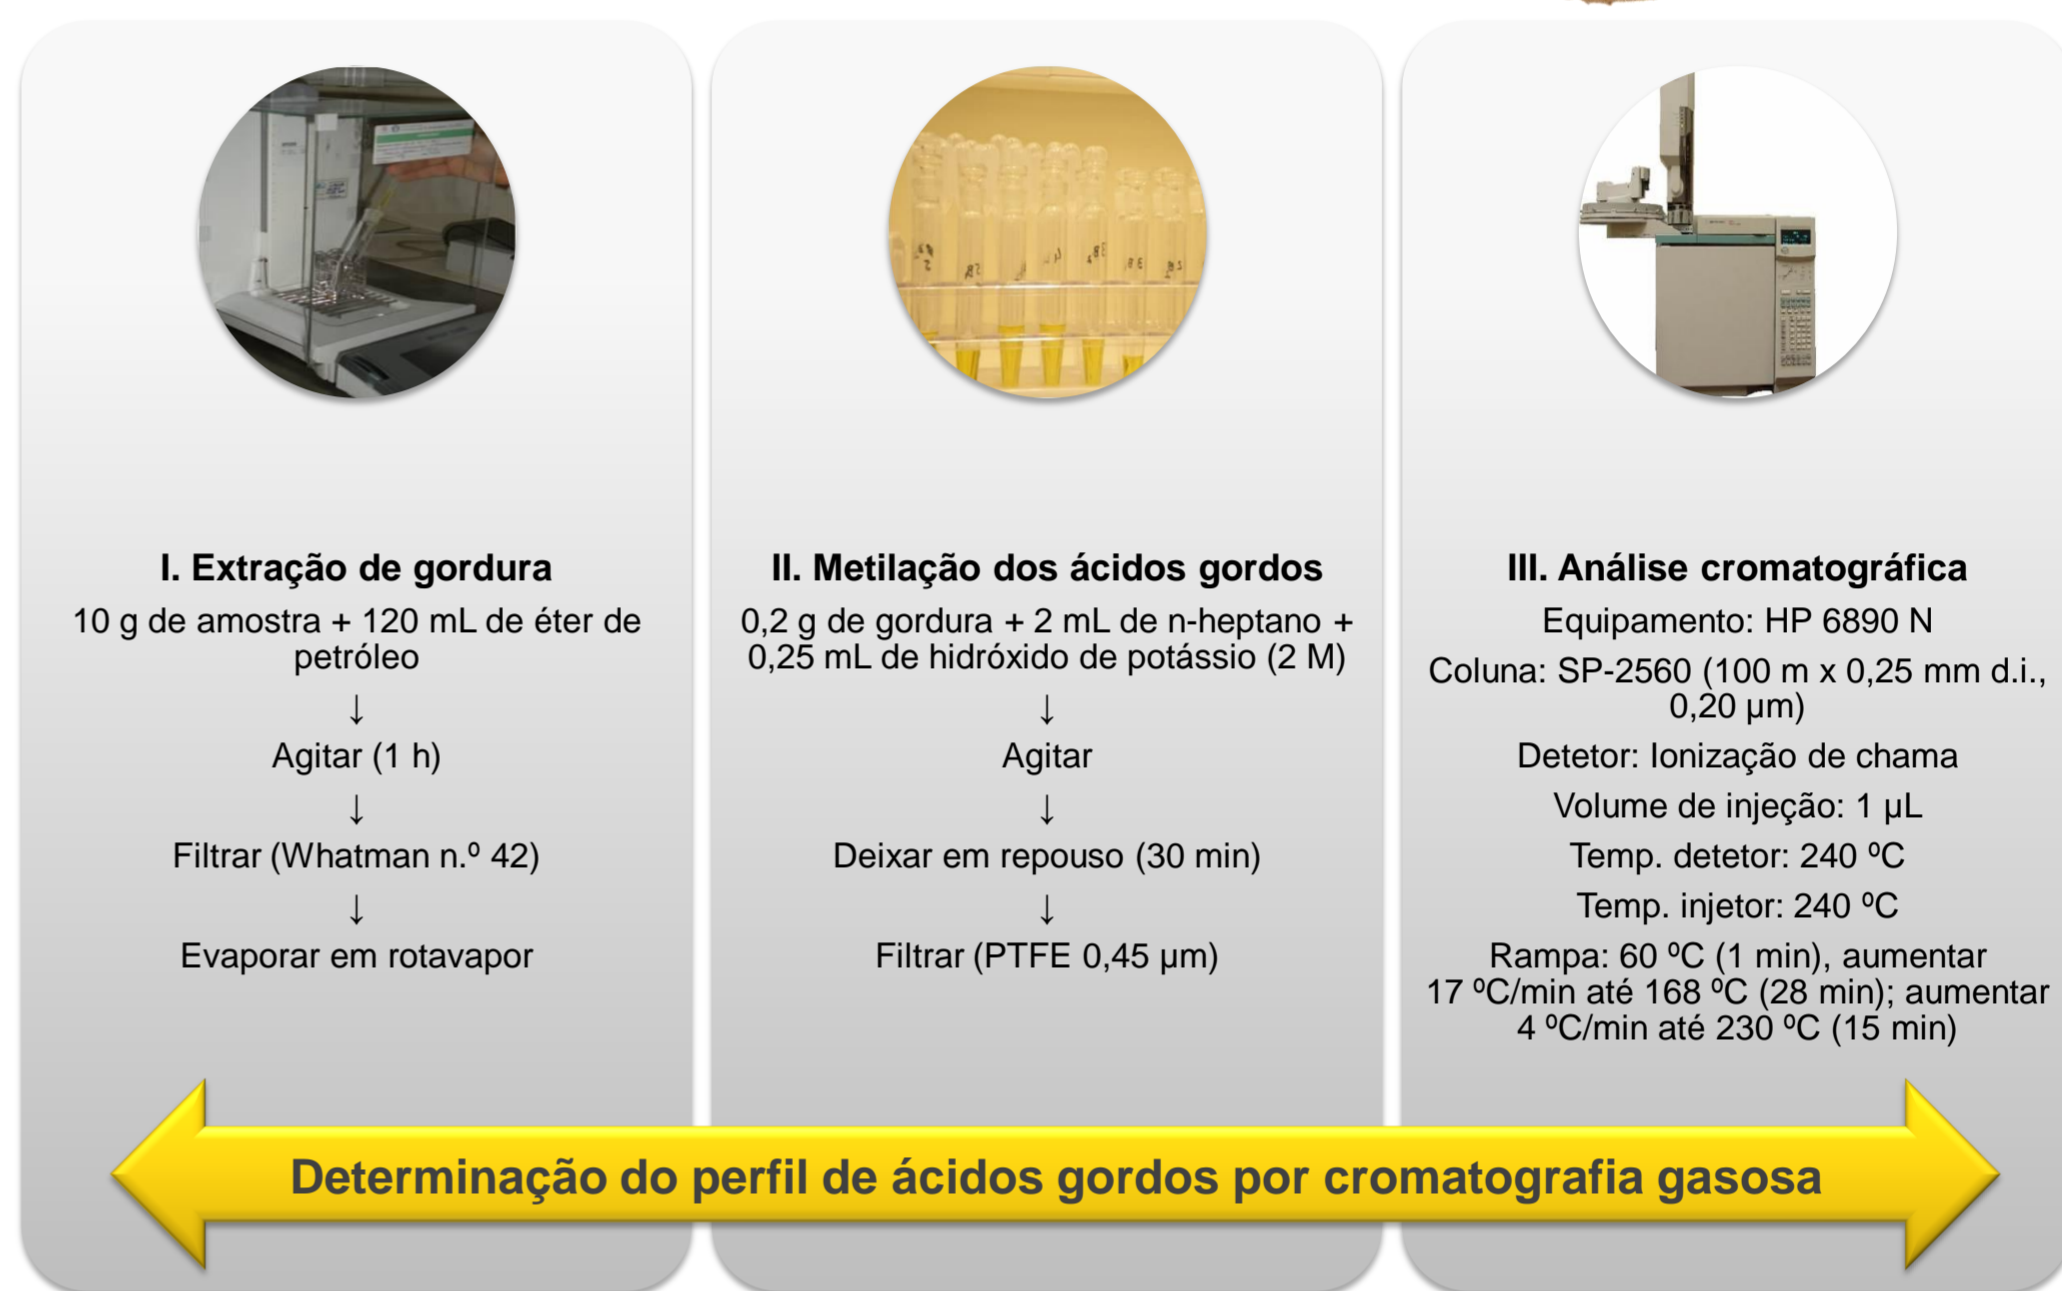 I. Extração de gordura
10 g de amostra + 120 mL de éter de
petróleo
↓
Agitar (1 h)
↓
Filtrar (Whatman n.º 42)
↓
Evaporar em rotavapor
II. Metilação dos ácidos gordos
0,2 g de gordura + 2 mL de n-heptano +
0,25 mL de hidróxido de potássio (2 M)
↓
Agitar
↓
Deixar em repouso (30 min)
↓
Filtrar (PTFE 0,45 µm)
III. Análise cromatográfica
Equipamento: HP 6890 N
Coluna: SP-2560 (100 m x 0,25 mm d.i.,
0,20 µm)
Detetor: Ionização de chama
Volume de injeção: 1 µL
Temp. detetor: 240 ºC
Temp. injetor: 240 ºC
Rampa: 60 ºC (1 min), aumentar
17 ºC/min até 168 ºC (28 min); aumentar
4 ºC/min até 230 ºC (15 min)
Determinação do perfil de ácidos gordos por cromatografia gasosa